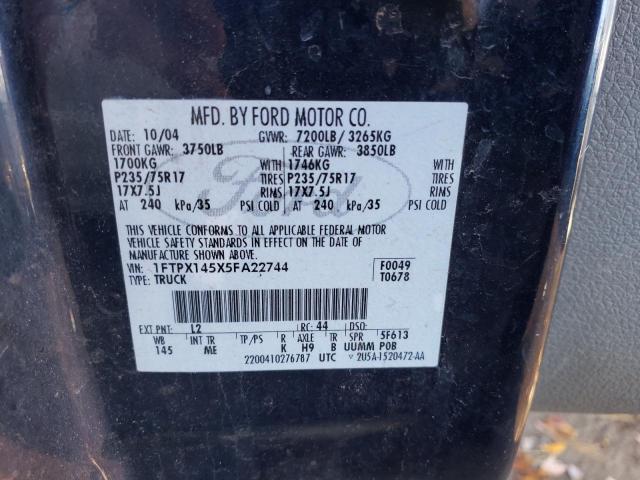 MFD. BY FORD MOTOR CO.
DATE: 10/04 GVWR: 7200LB/ 3265KG
FRONT GAWR: 3750LB REAR GAWR: 3850LB
1700KG WITH 1746KG WITH
P235/75R17 TIRES P235/75R17 TIRES
17X7.5J RIMS 17X7.5J RIMS
AT 240 kPa/35 PSI COLD AT 240 kPa/35 PSI COLD
Ford
THIS VEHICLE CONFORMS TO ALL APPLICABLE FEDERAL MOTOR
VEHICLE SAFETY STANDARDS IN EFFECT ON THE DATE OF
MANUFACTURE SHOWN ABOVE.
VIN: 1FTPX145X5FA22744 F0049
TYPE: TRUCK T0678
EXT PNT: L2 RC: 44 DSO:
WB INT TR TP/PS R AXLE TR SPR 5F613
145 ME K H9 B UUMM POB
2200410276787 UTC 2U5A-1520472-AA